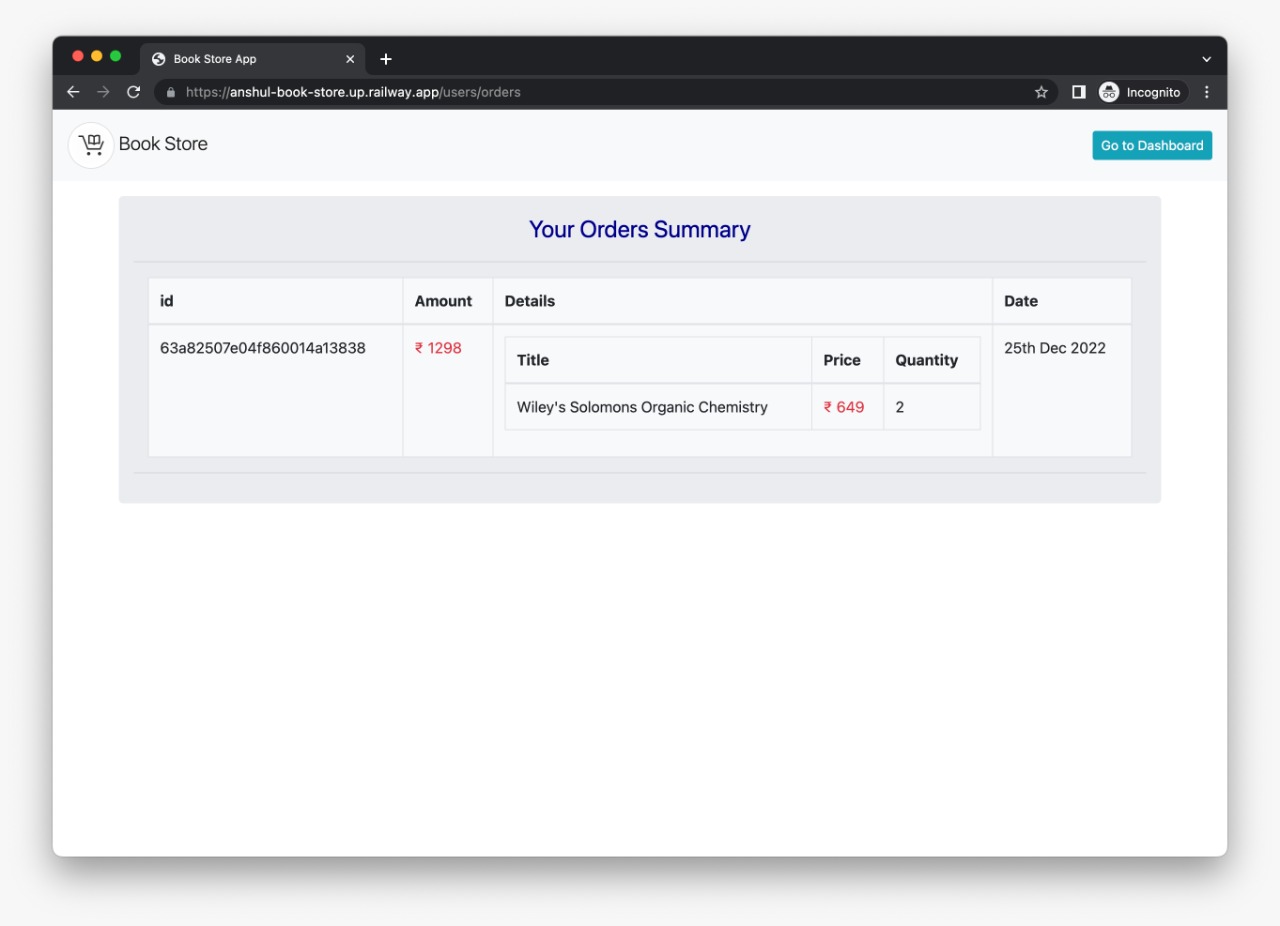 Book Store App
https://anshul-book-store.up.railway.app/users/orders
Incognito
Book Store
Go to Dashboard
Your Orders Summary
id Amount Details Date
63a82507e04f860014a13838 ₹ 1298 25th Dec 2022
Title Price Quantity
Wiley's Solomons Organic Chemistry ₹ 649 2